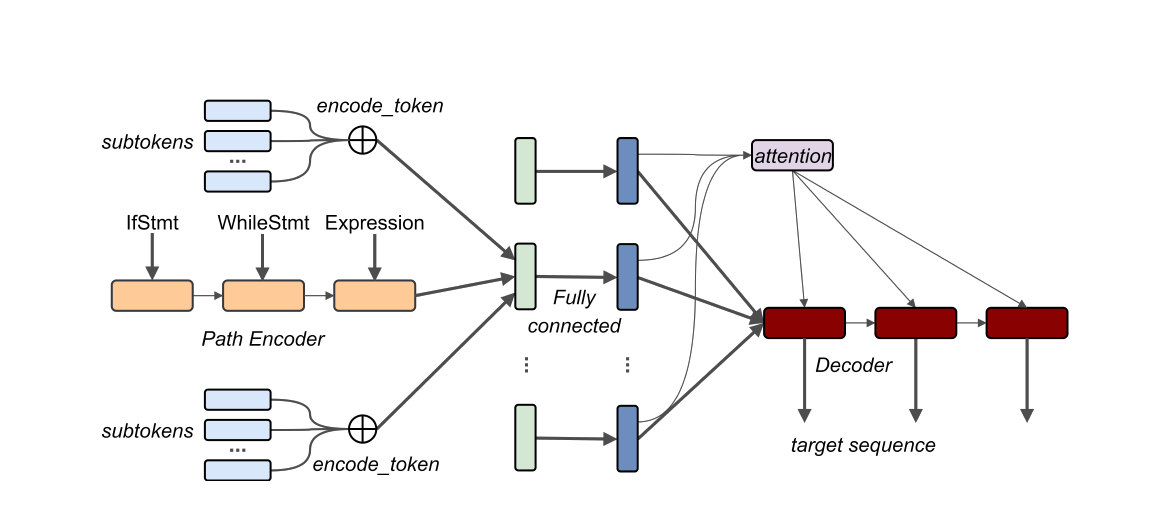 encode_token
subtokens
...
attention
IfStmt
WhileStmt
Expression
Path Encoder
Fully
connected
...
...
Decoder
subtokens
...
encode_token
target sequence